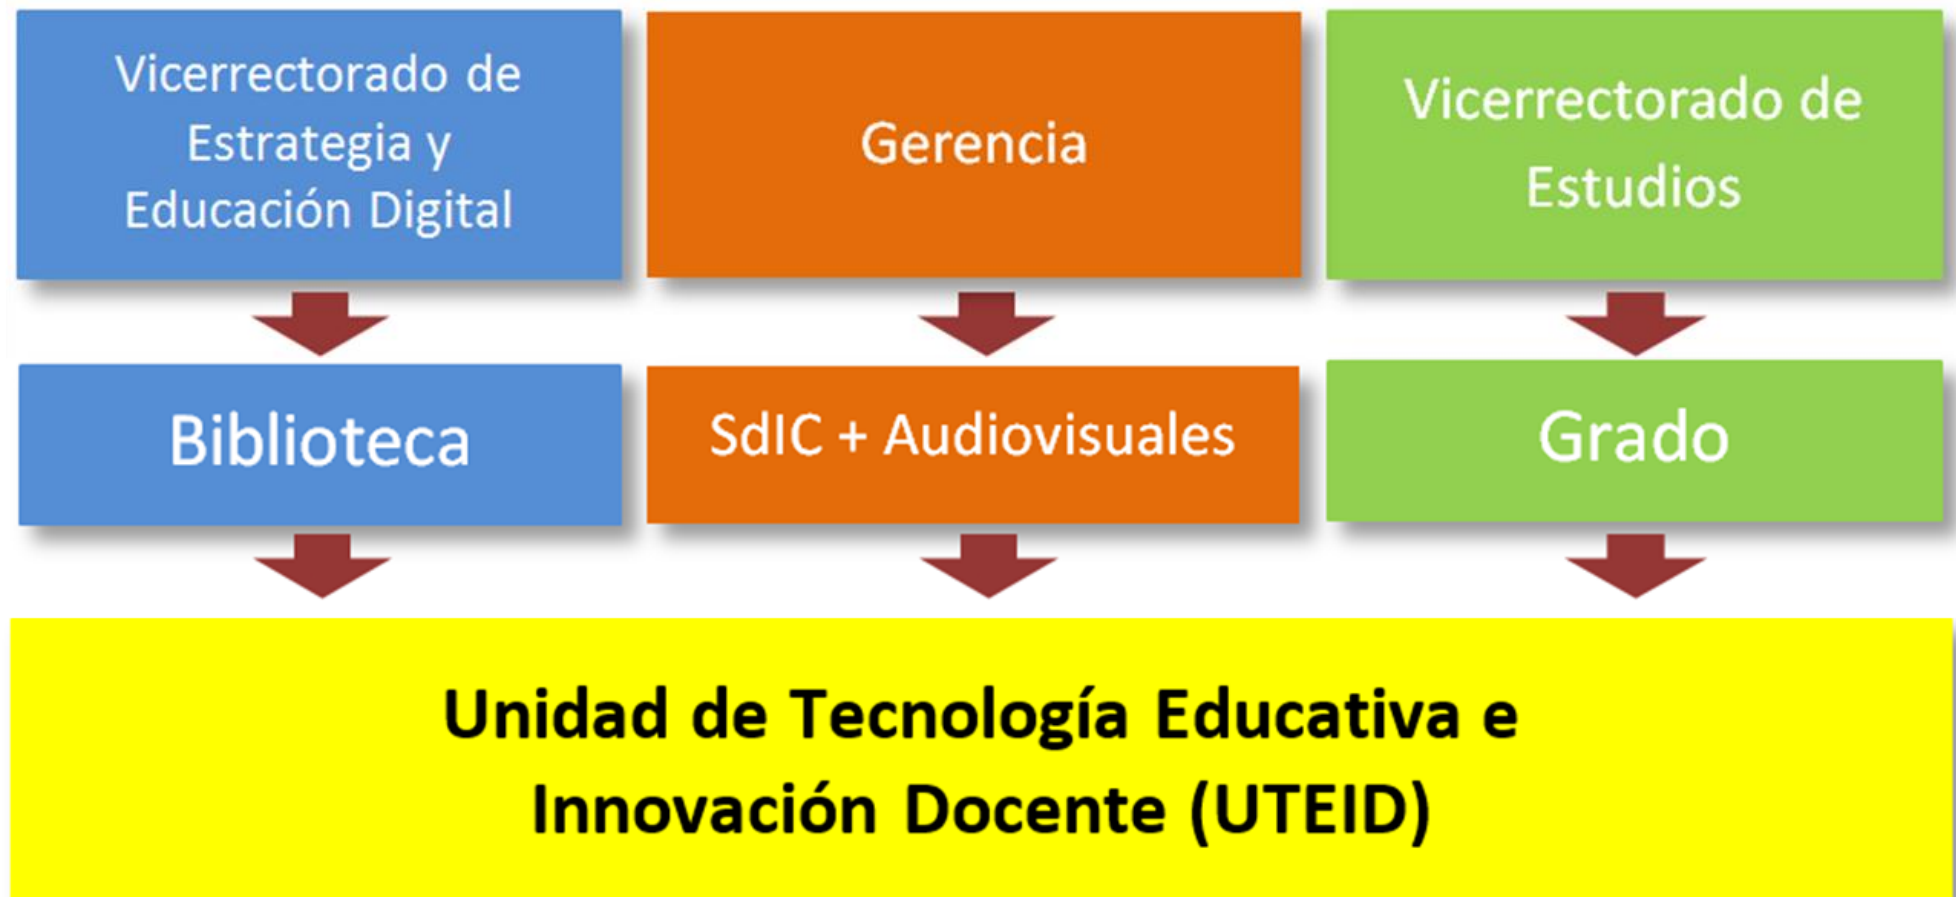 Vicerrectorado de
Estrategia y
Educación Digital
Gerencia
Vicerrectorado de
Estudios
Biblioteca
SdIC + Audiovisuales
Grado
Unidad de Tecnología Educativa e
Innovación Docente (UTEID)